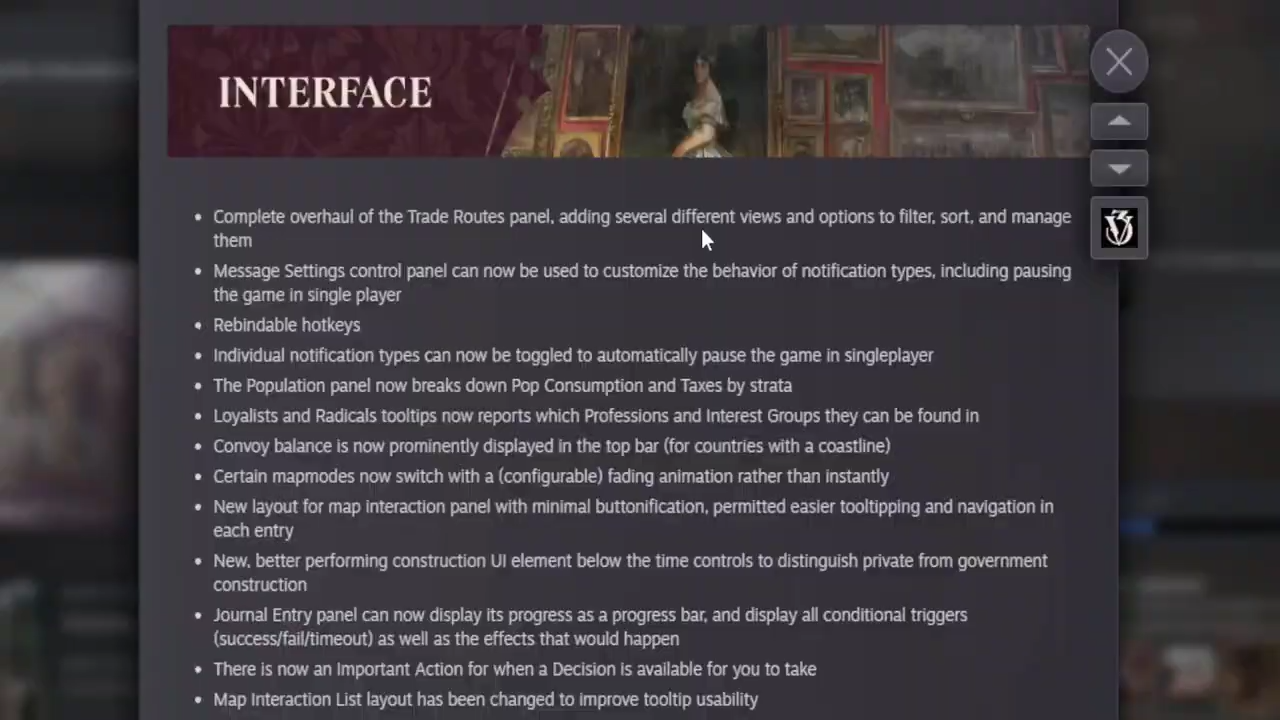 INTERFACE
• Complete overhaul of the Trade Routes panel, adding several different views and options to filter, sort, and manage
them
• Message Settings control panel can now be used to customize the behavior of notification types, including pausing
the game in single player
• Rebindable hotkeys
• Individual notification types can now be toggled to automatically pause the game in singleplayer
• The Population panel now breaks down Pop Consumption and Taxes by strata
• Loyalists and Radicals tooltips now reports which Professions and Interest Groups they can be found in
• Convoy balance is now prominently displayed in the top bar (for countries with a coastline)
• Certain mapmodes now switch with a (configurable) fading animation rather than instantly
• New layout for map interaction panel with minimal buttonification, permitted easier tooltipping and navigation in
each entry
• New, better performing construction UI element below the time controls to distinguish private from government
construction
• Journal Entry panel can now display its progress as a progress bar, and display all conditional triggers
(success/fail/timeout) as well as the effects that would happen
• There is now an Important Action for when a Decision is available for you to take
• Map Interaction List layout has been changed to improve tooltip usability